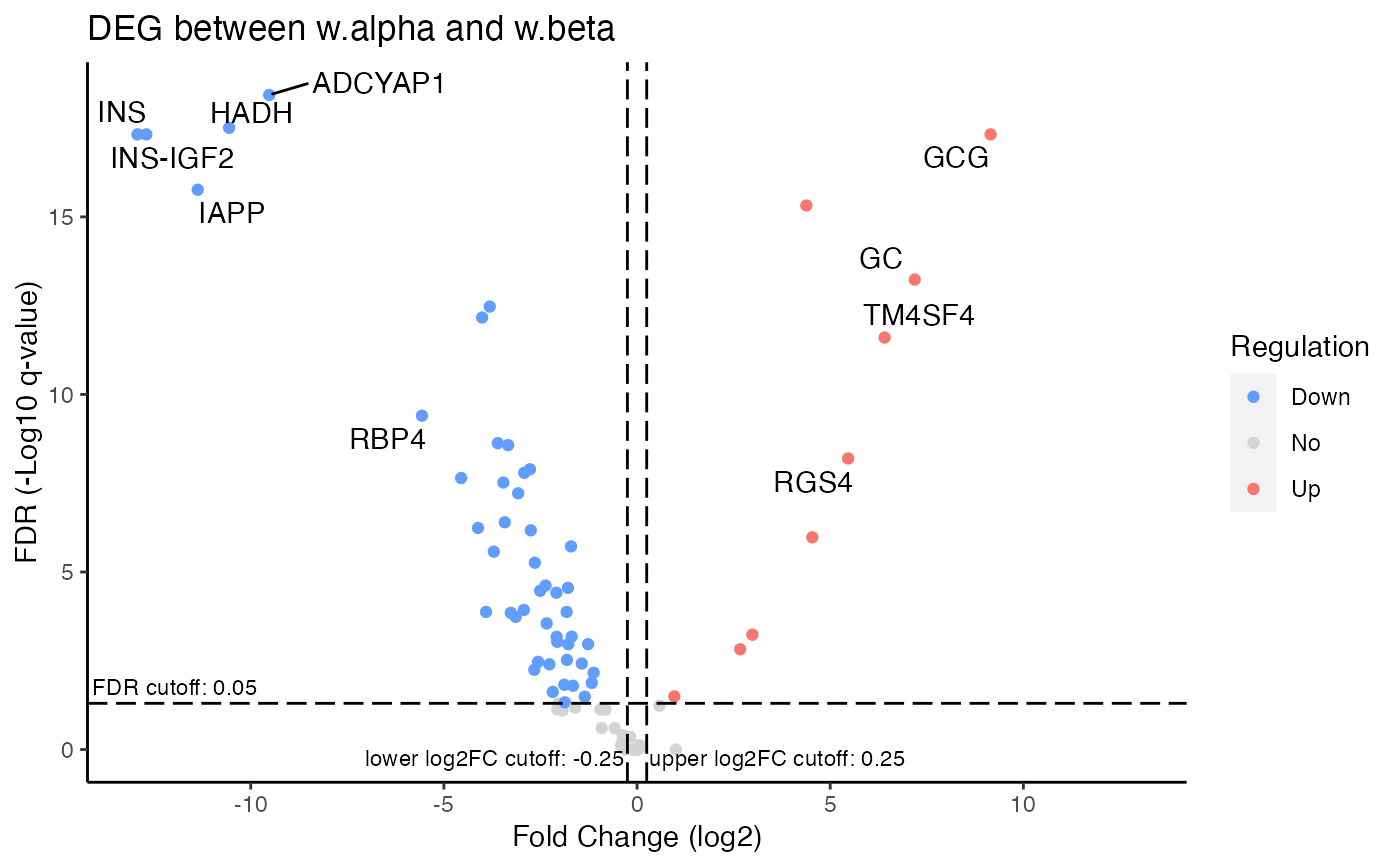 DEG between w.alpha and w.beta
ADCYAP1
INS
HADH
INS-IGF2
GCG
IAPP
GC
TM4SF4
RBP4
RGS4
FDR cutoff: 0.05
lower log2FC cutoff: -0.25
upper log2FC cutoff: 0.25
15
10
5
0
FDR (-Log10 q-value)
-10
-5
0
5
10
Fold Change (log2)
Regulation
Down
No
Up